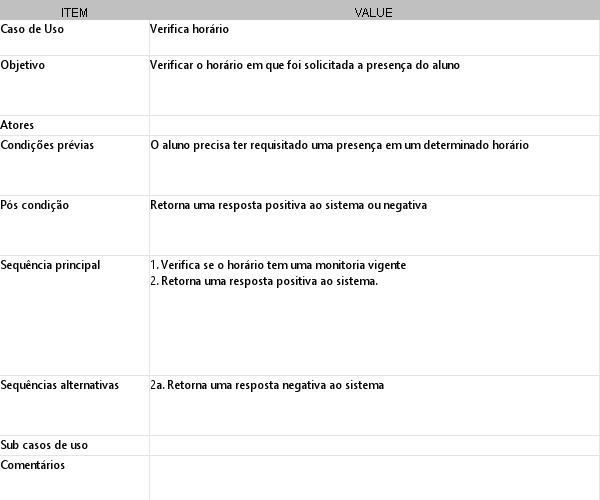 ITEM VALUE
Caso de Uso Verifica horário
Objetivo Verificar o horário em que foi solicitada a presença do aluno
Atores
Condições prévias O aluno precisa ter requisitado uma presença em um determinado horário
Pós condição Retorna uma resposta positiva ao sistema ou negativa
Sequência principal 1. Verifica se o horário tem uma monitoria vigente
2. Retorna uma resposta positiva ao sistema.
Sequências alternativas 2a. Retorna uma resposta negativa ao sistema
Sub casos de uso
Comentários